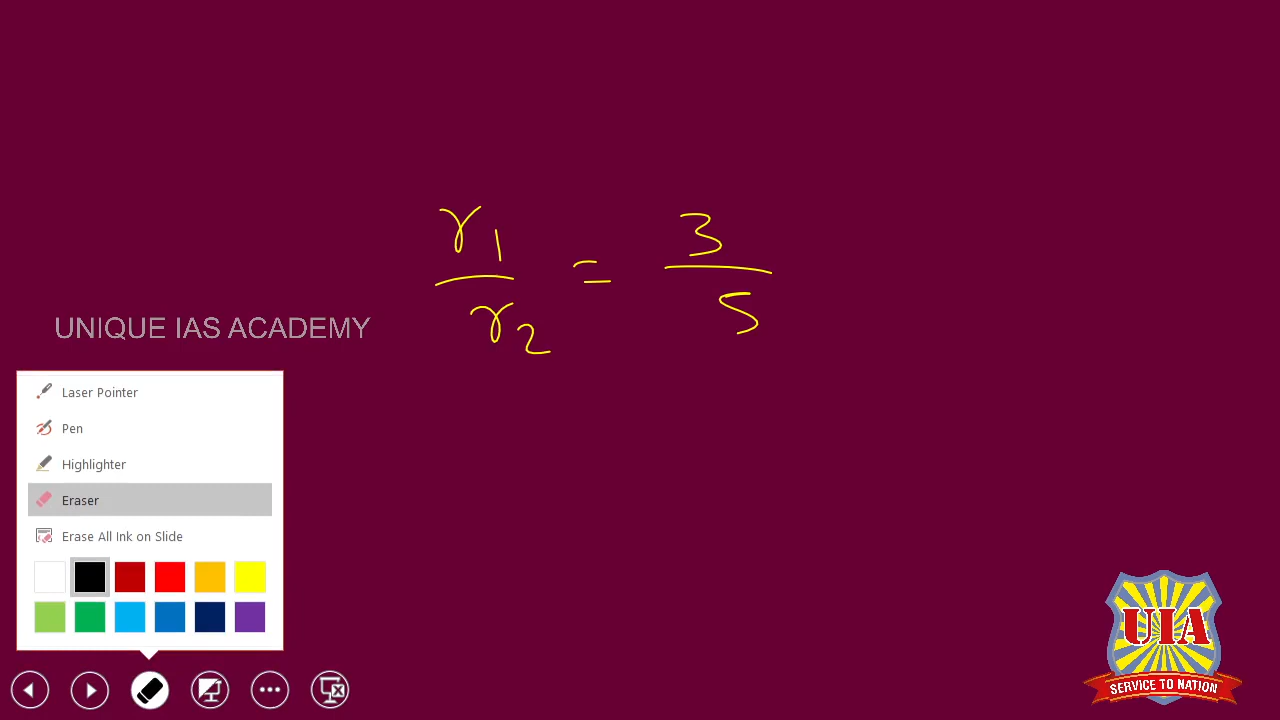 r1/r2 = 3/5
UNIQUE IAS ACADEMY
Laser Pointer
Pen
Highlighter
Eraser
Erase All Ink on Slide
UIA
SERVICE TO NATION